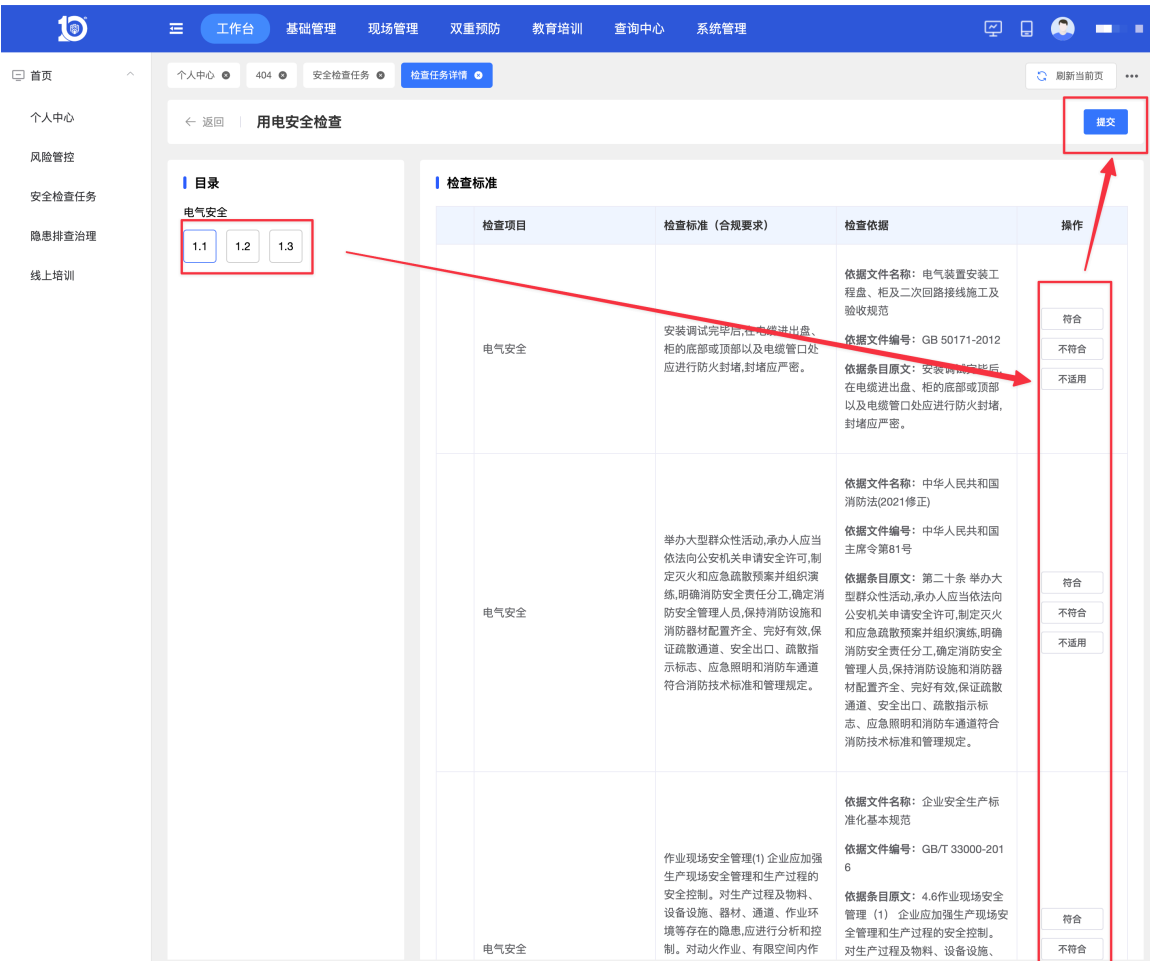 工作台
基础管理
现场管理
双重预防
教育培训
查询中心
系统管理
首页
个人中心
风险管控
安全检查任务
隐患排查治理
线上培训
个人中心
404
安全检查任务
检查任务详情
刷新当前页
返回
用电安全检查
提交
目录
电气安全
1.1
1.2
1.3
检查标准
检查项目
检查标准（合规要求）
检查依据
操作
电气安全
安装调试完毕后,在电缆进出盘、
柜的底部或顶部以及电缆管口处
应进行防火封堵,封堵应严密。
依据文件名称：电气装置安装工
程盘、柜及二次回路接线施工及
验收规范
依据文件编号：GB 50171-2012
依据条目原文：安装调试完毕后,
在电缆进出盘、柜的底部或顶部
以及电缆管口处应进行防火封堵,
封堵应严密。
符合
不符合
不适用
电气安全
举办大型群众性活动,承办人应当
依法向公安机关申请安全许可,制
定灭火和应急疏散预案并组织演
练,明确消防安全责任分工,确定消
防安全管理人员,保持消防设施和
消防器材配置齐全、完好有效,保
证疏散通道、安全出口、疏散指
示标志、应急照明和消防车通道
符合消防技术标准和管理规定。
依据文件名称：中华人民共和国
消防法(2021修正)
依据文件编号：中华人民共和国
主席令第81号
依据条目原文：第二十条 举办大
型群众性活动,承办人应当依法向
公安机关申请安全许可,制定灭火
和应急疏散预案并组织演练,明确
消防安全责任分工,确定消防安全
管理人员,保持消防设施和消防器
材配置齐全、完好有效,保证疏散
通道、安全出口、疏散指示标
志、应急照明和消防车通道符合
消防技术标准和管理规定。
符合
不符合
不适用
电气安全
作业现场安全管理(1) 企业应加强
生产现场安全管理和生产过程的
安全控制。对生产过程及物料、
设备设施、器材、通道、作业环
境等存在的隐患,应进行分析和控
制。对动火作业、有限空间内作
依据文件名称：企业安全生产标
准化基本规范
依据文件编号：GB/T 33000-201
6
依据条目原文：4.6作业现场安全
管理（1） 企业应加强生产现场安
全管理和生产过程的安全控制。
对生产过程及物料、设备设施、
符合
不符合